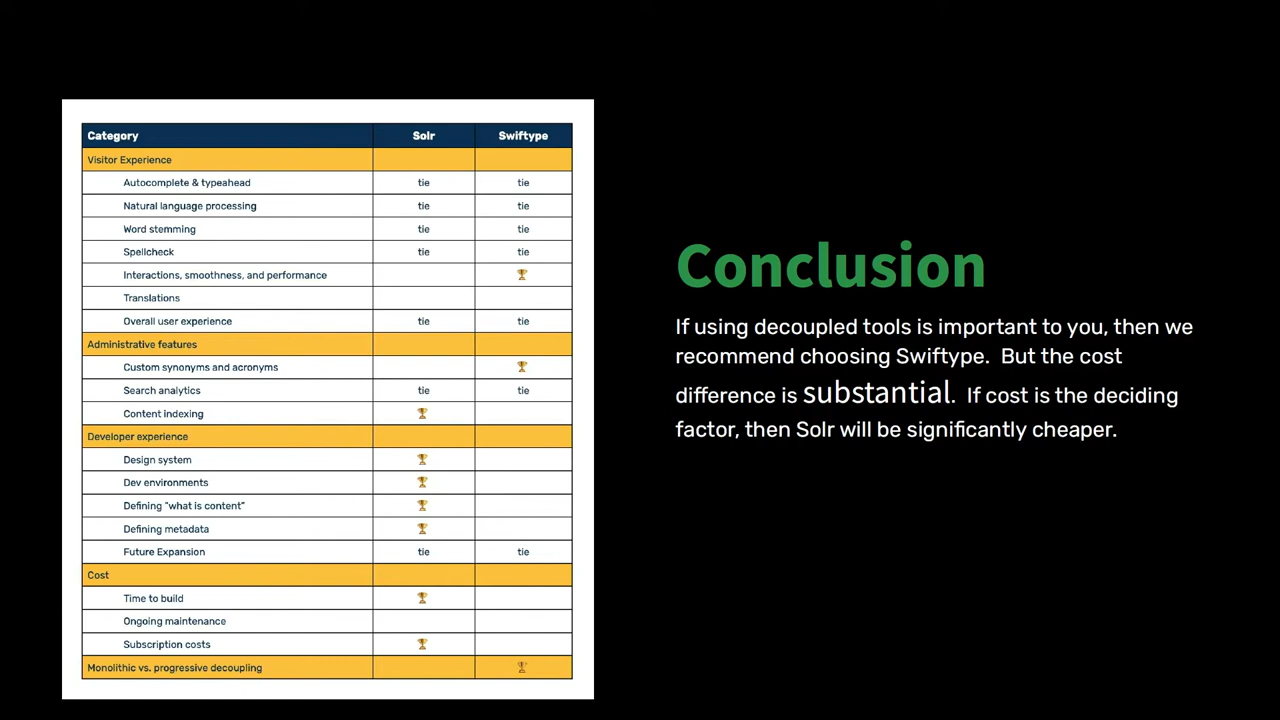 Category Solr Swiftype
Visitor Experience
Autocomplete & typeahead tie tie
Natural language processing tie tie
Word stemming tie tie
Spellcheck tie tie
Interactions, smoothness, and performance 🏆
Translations
Overall user experience tie tie
Administrative features
Custom synonyms and acronyms 🏆
Search analytics tie tie
Content indexing 🏆
Developer experience
Design system 🏆
Dev environments 🏆
Defining "what is content" 🏆
Defining metadata 🏆
Future Expansion tie tie
Cost
Time to build 🏆
Ongoing maintenance
Subscription costs 🏆
Monolithic vs. progressive decoupling 🏆
Conclusion
If using decoupled tools is important to you, then we
recommend choosing Swiftype. But the cost
difference is substantial. If cost is the deciding
factor, then Solr will be significantly cheaper.